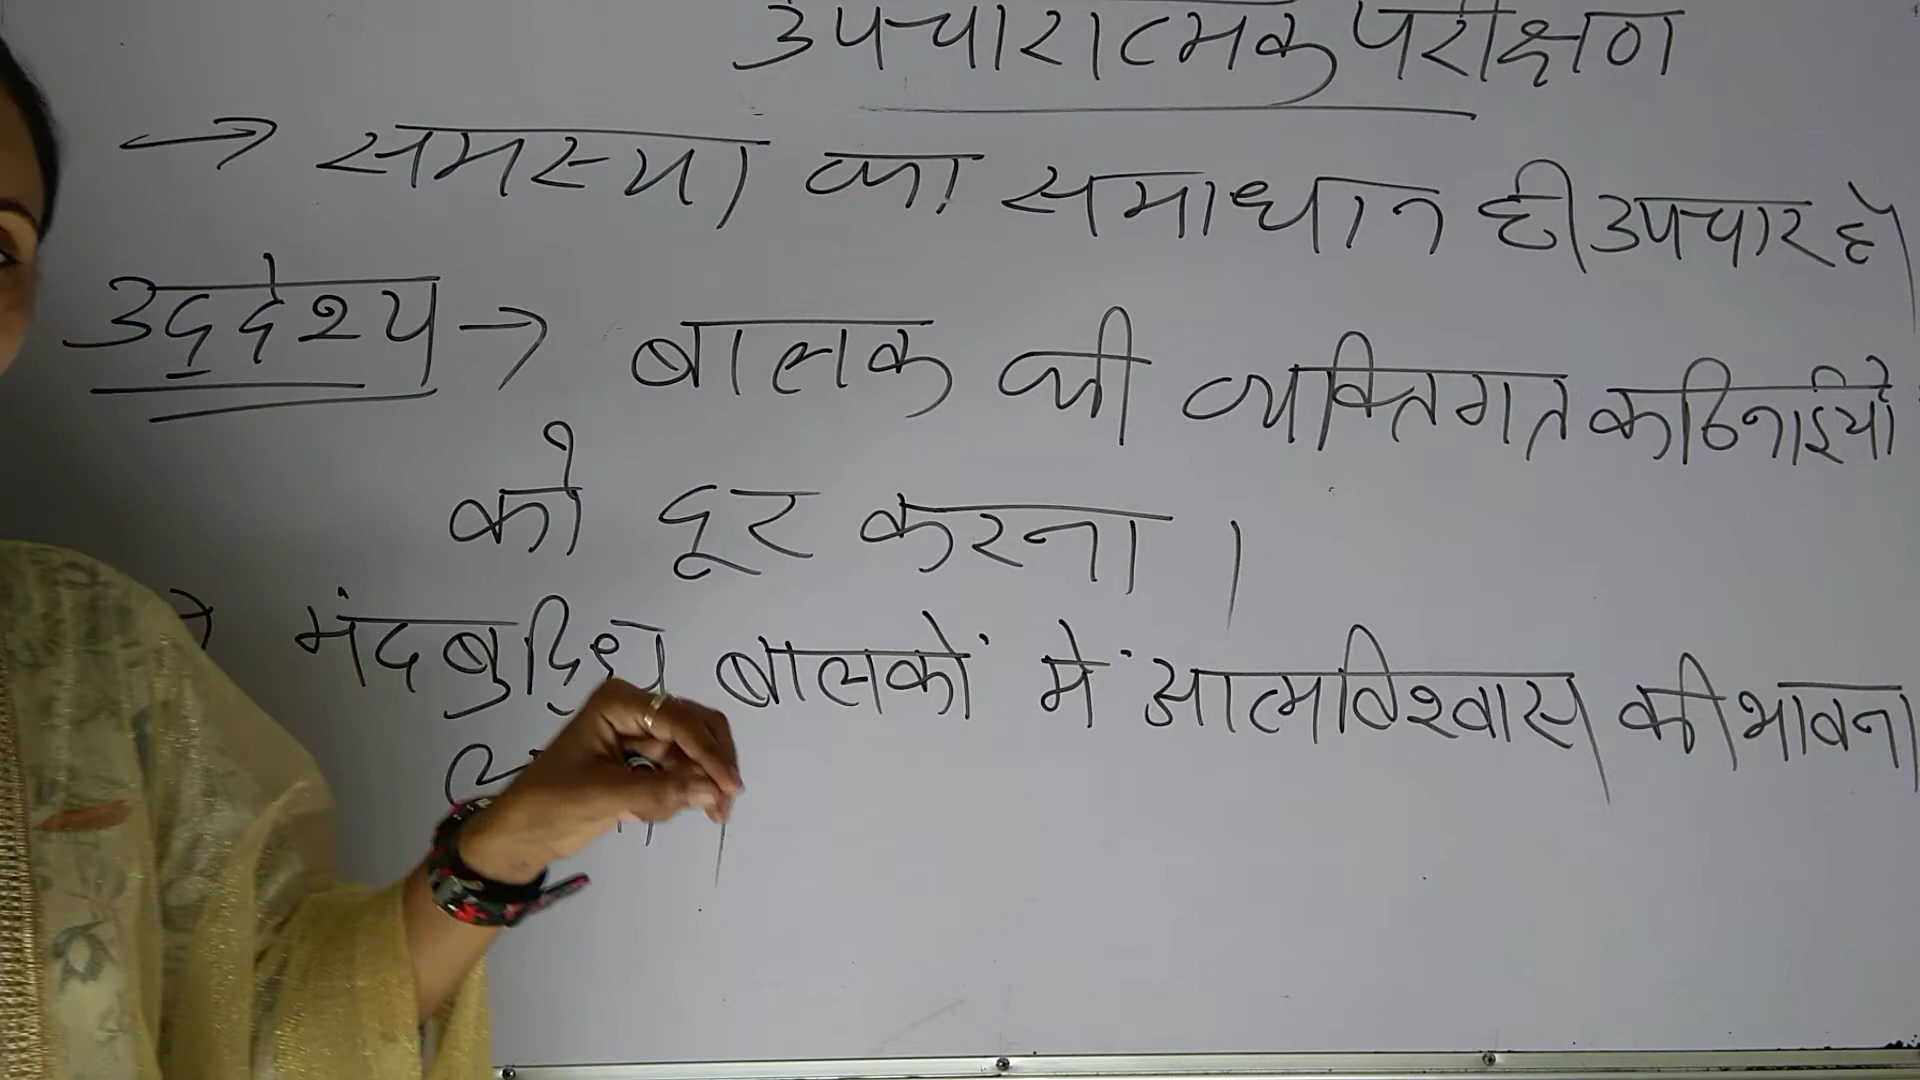 उपचारात्मक परीक्षण
→ समस्या का समाधान ही उपचार है।
उद्देश्य → बालक की व्यक्तिगत कठिनाईयों
को दूर करना।
मंदबुद्धि बालकों में आत्मविश्वास की भावना